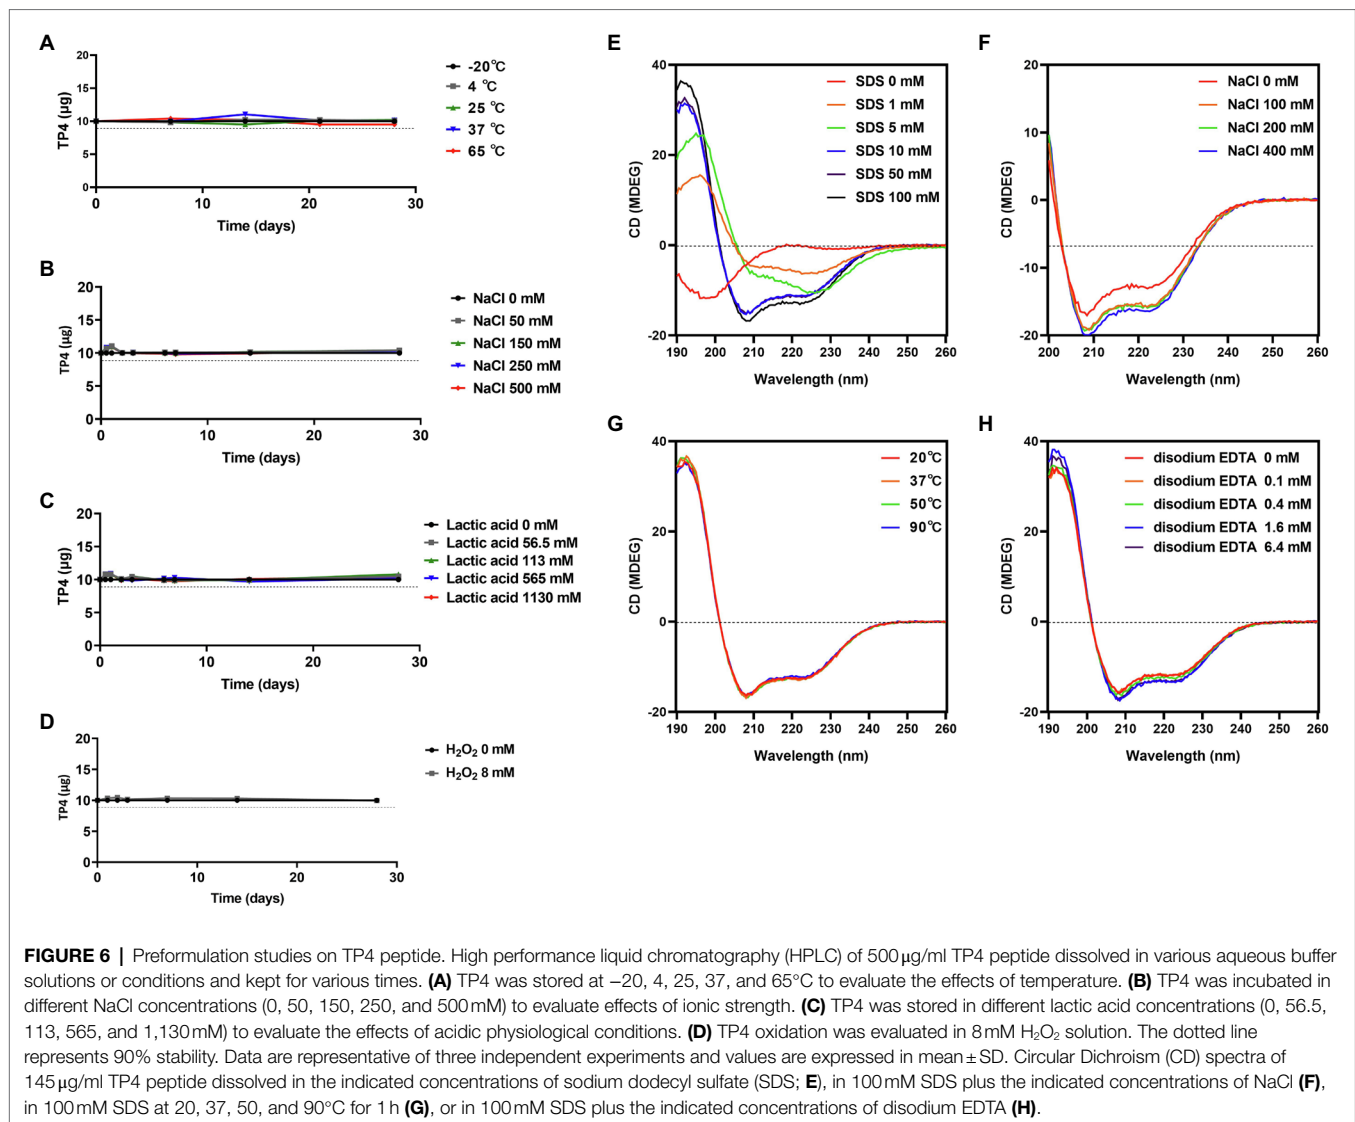 A
20
15
10
5
0
TP4 (µg)
0
10
20
30
Time (days)
-20°C
4 °C
25 °C
37 °C
65 °C
B
20
15
10
5
0
TP4 (µg)
0
10
20
30
Time (days)
NaCl 0 mM
NaCl 50 mM
NaCl 150 mM
NaCl 250 mM
NaCl 500 mM
C
20
15
10
5
0
TP4 (µg)
0
10
20
30
Time (days)
Lactic acid 0 mM
Lactic acid 56.5 mM
Lactic acid 113 mM
Lactic acid 565 mM
Lactic acid 1130 mM
D
20
15
10
5
0
TP4 (µg)
0
10
20
30
Time (days)
H₂O₂ 0 mM
H₂O₂ 8 mM
E
40
20
0
-20
CD (MDEG)
190 200 210 220 230 240 250 260
Wavelength (nm)
SDS 0 mM
SDS 1 mM
SDS 5 mM
SDS 10 mM
SDS 50 mM
SDS 100 mM
F
20
10
0
-10
-20
CD (MDEG)
200 210 220 230 240 250 260
Wavelength (nm)
NaCl 0 mM
NaCl 100 mM
NaCl 200 mM
NaCl 400 mM
G
40
20
0
-20
CD (MDEG)
190 200 210 220 230 240 250 260
Wavelength (nm)
20°C
37°C
50°C
90°C
H
40
20
0
-20
CD (MDEG)
190 200 210 220 230 240 250 260
Wavelength (nm)
disodium EDTA 0 mM
disodium EDTA 0.1 mM
disodium EDTA 0.4 mM
disodium EDTA 1.6 mM
disodium EDTA 6.4 mM
FIGURE 6 | Preformulation studies on TP4 peptide. High performance liquid chromatography (HPLC) of 500 µg/ml TP4 peptide dissolved in various aqueous buffer
solutions or conditions and kept for various times. (A) TP4 was stored at −20, 4, 25, 37, and 65°C to evaluate the effects of temperature. (B) TP4 was incubated in
different NaCl concentrations (0, 50, 150, 250, and 500 mM) to evaluate effects of ionic strength. (C) TP4 was stored in different lactic acid concentrations (0, 56.5,
113, 565, and 1,130 mM) to evaluate the effects of acidic physiological conditions. (D) TP4 oxidation was evaluated in 8 mM H₂O₂ solution. The dotted line
represents 90% stability. Data are representative of three independent experiments and values are expressed in mean ± SD. Circular Dichroism (CD) spectra of
145 µg/ml TP4 peptide dissolved in the indicated concentrations of sodium dodecyl sulfate (SDS; E), in 100 mM SDS plus the indicated concentrations of NaCl (F),
in 100 mM SDS at 20, 37, 50, and 90°C for 1 h (G), or in 100 mM SDS plus the indicated concentrations of disodium EDTA (H).